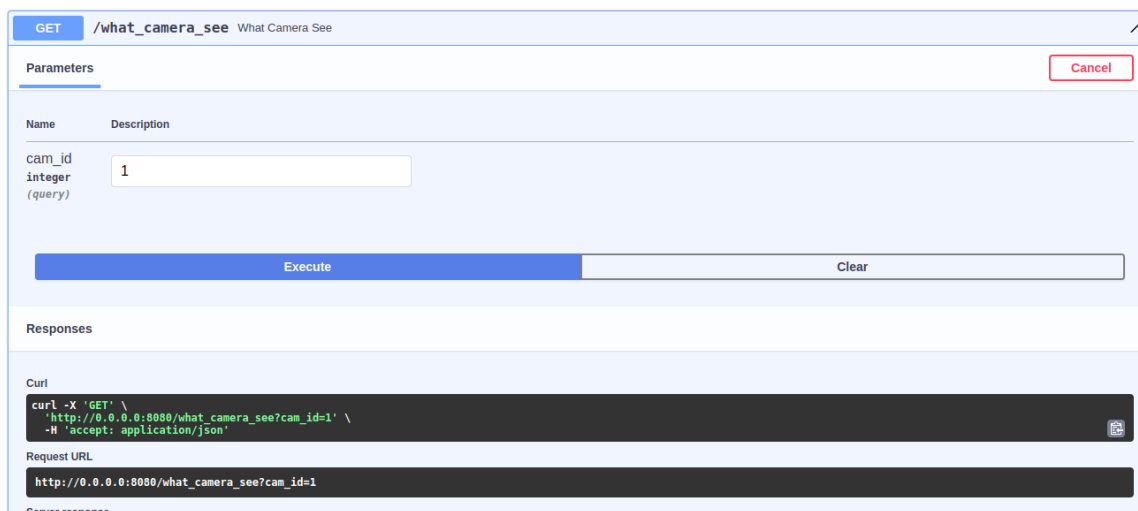 GET /what_camera_see What Camera See
Parameters
Cancel
Name Description
cam_id
integer
(query)
1
Execute
Clear
Responses
Curl
curl -X 'GET' \
'http://0.0.0.0:8080/what_camera_see?cam_id=1' \
-H 'accept: application/json'
Request URL
http://0.0.0.0:8080/what_camera_see?cam_id=1
Server response